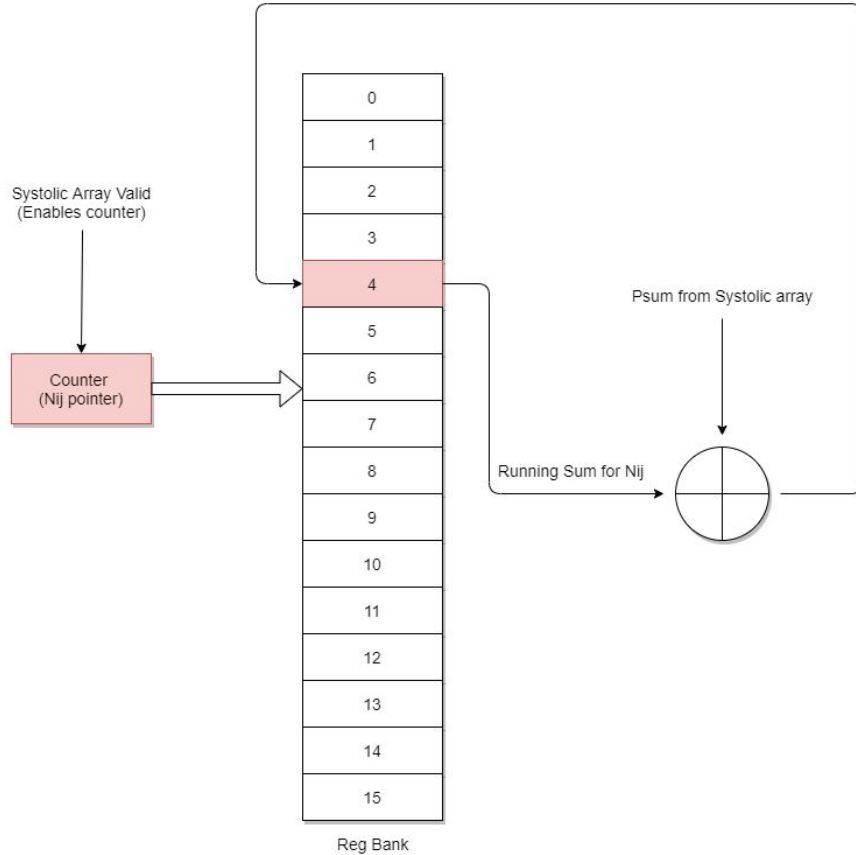 0
1
2
Systolic Array Valid
(Enables counter)
3
4
Psum from Systolic array
5
Counter
(Nij pointer)
6
7
8
Running Sum for Nij
9
10
11
12
13
14
15
Reg Bank